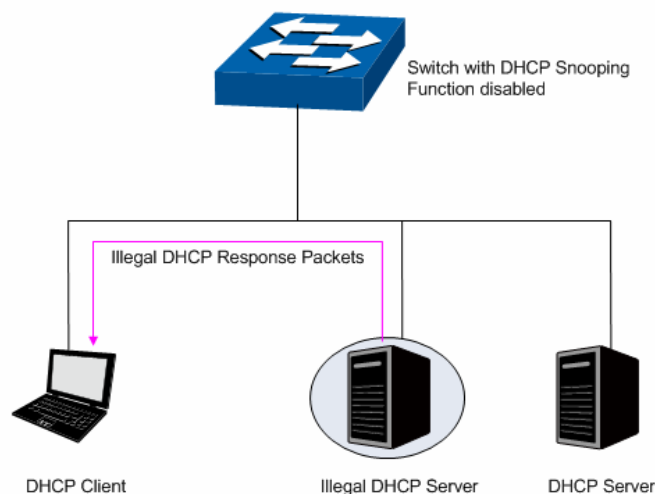 Switch with DHCP Snooping
Function disabled
Illegal DHCP Response Packets
DHCP Client
Illegal DHCP Server
DHCP Server